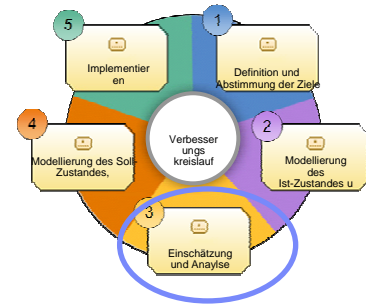 5
Implementier
en
1
Definition und
Abstimmung der Ziele
4
Modellierung des Soll-
Zustandes,
Verbesser
ungs
kreislauf
2
Modellierung
des
Ist-Zustandes u
3
Einschätzung
und Anaylse